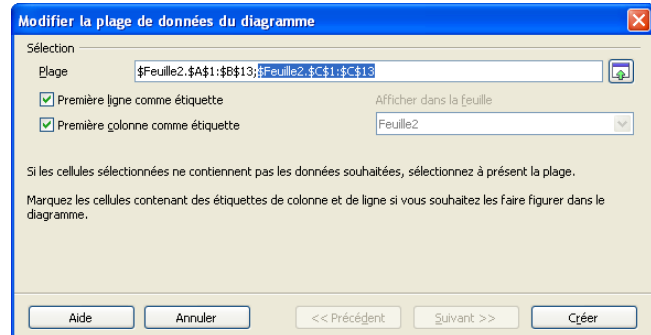 Modifier la plage de données du diagramme
Sélection
Plage
$Feuille2.$A$1:$B$13;$Feuille2.$C$1:$C$13
Première ligne comme étiquette
Afficher dans la feuille
Première colonne comme étiquette
Feuille2
Si les cellules sélectionnées ne contiennent pas les données souhaitées, sélectionnez à présent la plage.
Marquez les cellules contenant des étiquettes de colonne et de ligne si vous souhaitez les faire figurer dans le
diagramme.
Aide
Annuler
<< Précédent
Suivant >>
Créer